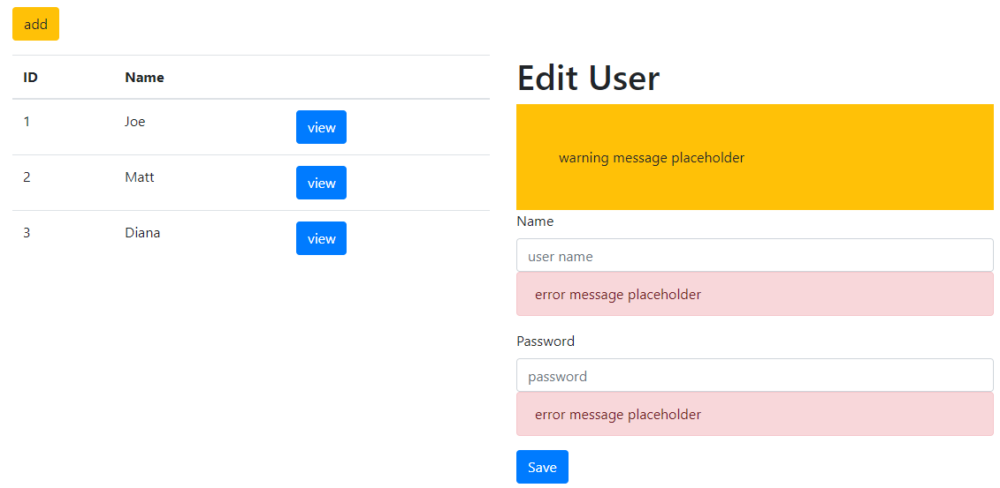 add
ID Name
1 Joe view
2 Matt view
3 Diana view
Edit User
warning message placeholder
Name
user name
error message placeholder
Password
password
error message placeholder
Save